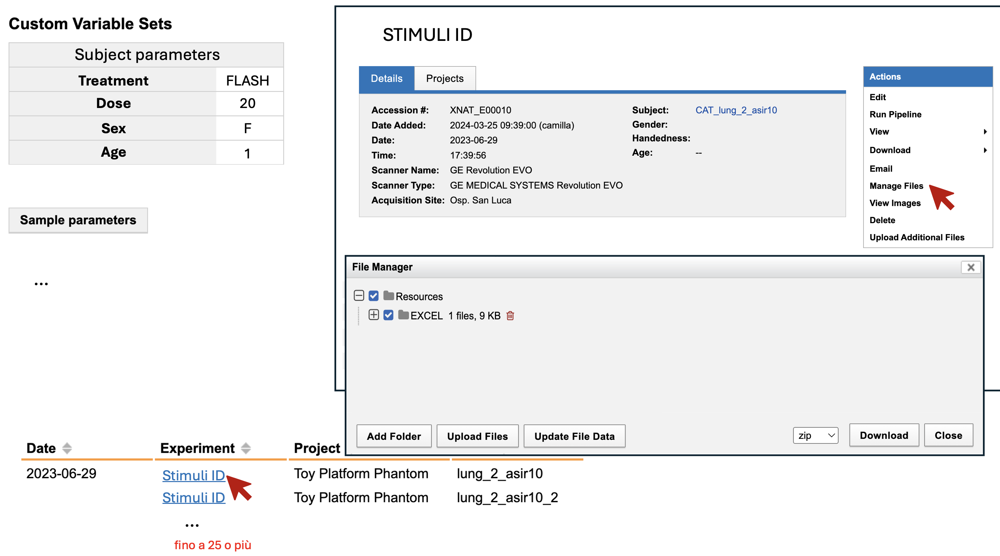 Custom Variable Sets
Subject parameters
Treatment FLASH
Dose 20
Sex F
Age 1
Sample parameters
...
STIMULI ID
Details Projects
Accession #: XNAT_E00010
Date Added: 2024-03-25 09:39:00 (camilla)
Date: 2023-06-29
Time: 17:39:56
Scanner Name: GE Revolution EVO
Scanner Type: GE MEDICAL SYSTEMS Revolution EVO
Acquisition Site: Osp. San Luca
Subject: CAT_lung_2_asir10
Gender:
Handedness:
Age: --
Actions
Edit
Run Pipeline
View
Download
Email
Manage Files
View Images
Delete
Upload Additional Files
File Manager
Resources
EXCEL 1 files, 9 KB
Add Folder Upload Files Update File Data zip Download Close
Date Experiment Project
2023-06-29 Stimuli ID Toy Platform Phantom lung_2_asir10
Stimuli ID Toy Platform Phantom lung_2_asir10_2
...
fino a 25 o più